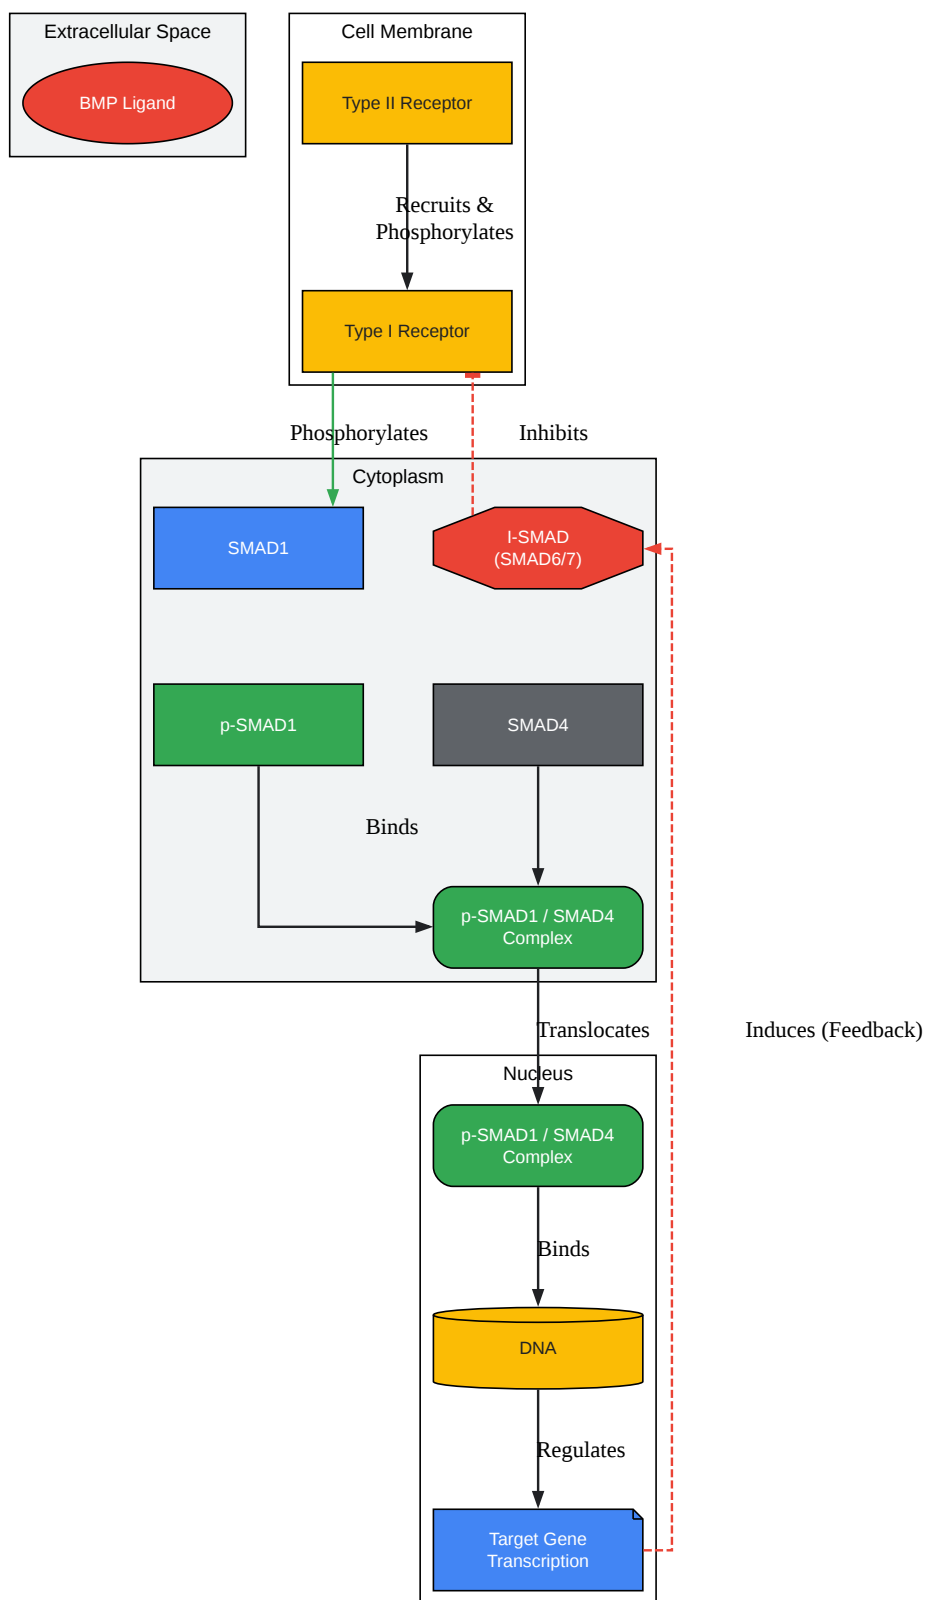 Extracellular Space
BMP Ligand
Cell Membrane
Type II Receptor
Recruits &
Phosphorylates
Type I Receptor
Phosphorylates
Inhibits
Cytoplasm
SMAD1
I-SMAD
(SMAD6/7)
p-SMAD1
SMAD4
Binds
p-SMAD1 / SMAD4
Complex
Translocates
Induces (Feedback)
Nucleus
p-SMAD1 / SMAD4
Complex
Binds
DNA
Regulates
Target Gene
Transcription